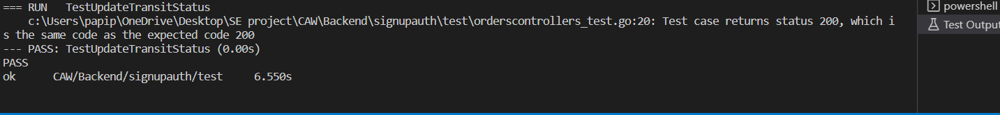 === RUN   TestUpdateTransitStatus
    c:\Users\papip\OneDrive\Desktop\SE project\CAW\Backend\signupauth\test\orderscontrollers_test.go:20: Test case returns status 200, which i
s the same code as the expected code 200
--- PASS: TestUpdateTransitStatus (0.00s)
PASS
ok      CAW/Backend/signupauth/test     6.550s
powershell
Test Output